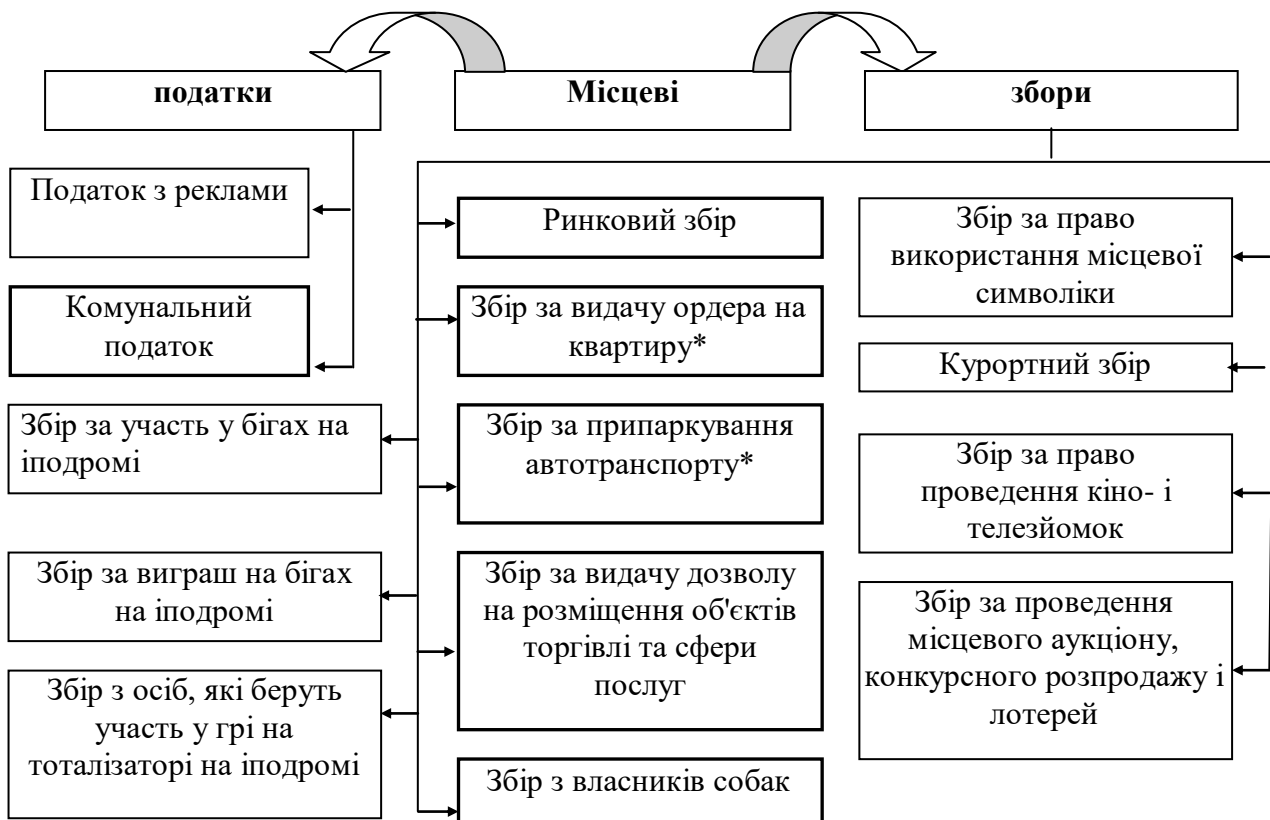 податки
Місцеві
збори
Податок з реклами
Комунальний
податок
Збір за участь у бігах на
іподромі
Збір за виграш на бігах
на іподромі
Збір з осіб, які беруть
участь у грі на
тоталізаторі на іподромі
Ринковий збір
Збір за видачу ордера на
квартиру*
Збір за припаркування
автотранспорту*
Збір за видачу дозволу
на розміщення об'єктів
торгівлі та сфери
послуг
Збір з власників собак
Збір за право
використання місцевої
символіки
Курортний збір
Збір за право
проведення кіно- і
телезйомок
Збір за проведення
місцевого аукціону,
конкурсного розпродажу і
лотерей